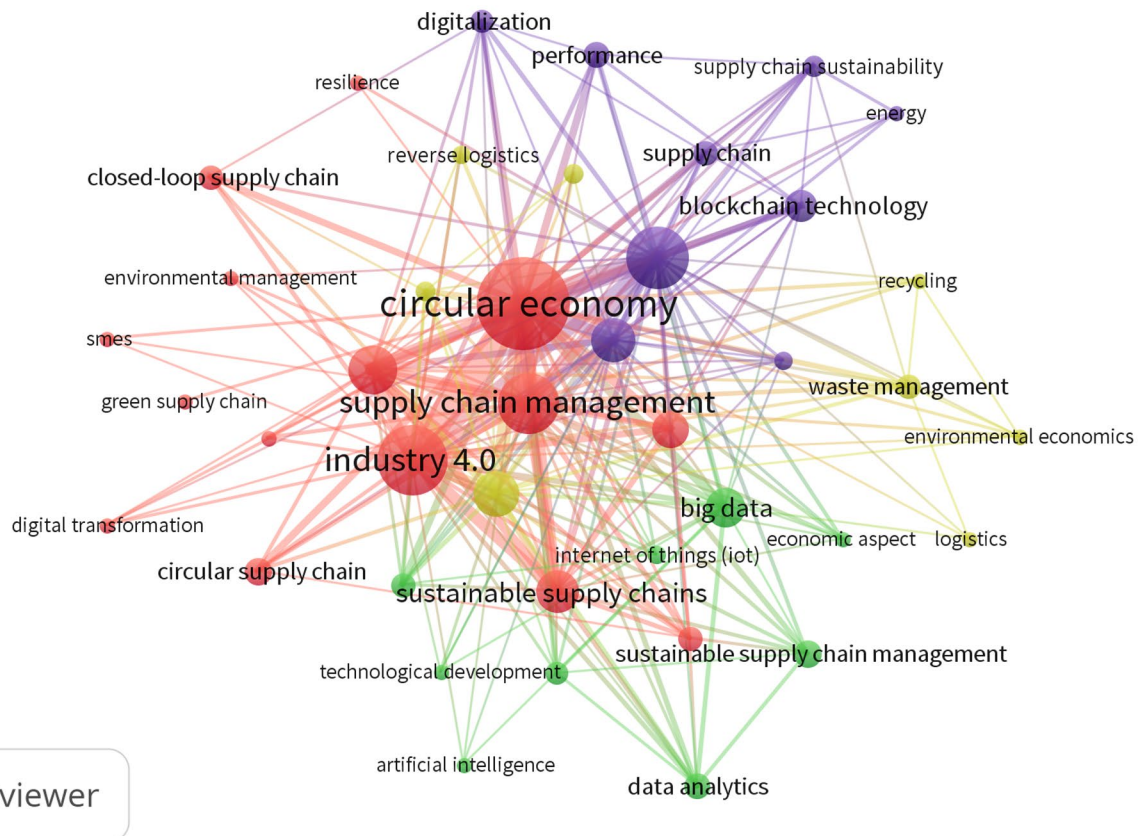 digitalization
performance
supply chain sustainability
resilience
energy
reverse logistics
supply chain
closed-loop supply chain
blockchain technology
environmental management
recycling
circular economy
smes
waste management
green supply chain
supply chain management
environmental economics
industry 4.0
big data
digital transformation
economic aspect
logistics
internet of things (iot)
circular supply chain
sustainable supply chains
sustainable supply chain management
technological development
artificial intelligence
data analytics
viewer